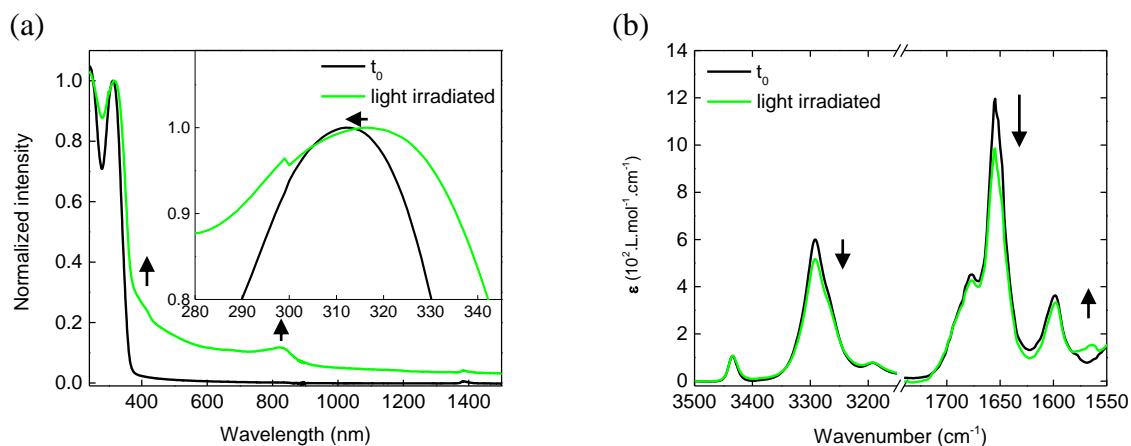 (a)
Normalized intensity
1.0
0.8
0.6
0.4
0.2
0.0
400 600 800 1000 1200 1400
Wavelength (nm)
t₀
light irradiated
1.0
0.9
0.8
280 290 300 310 320 330 340
(b)
ε (10².L.mol⁻¹.cm⁻¹)
14
12
10
8
6
4
2
0
t₀
light irradiated
3500 3400 3300 3200 1700 1650 1600 1550
Wavenumber (cm⁻¹)